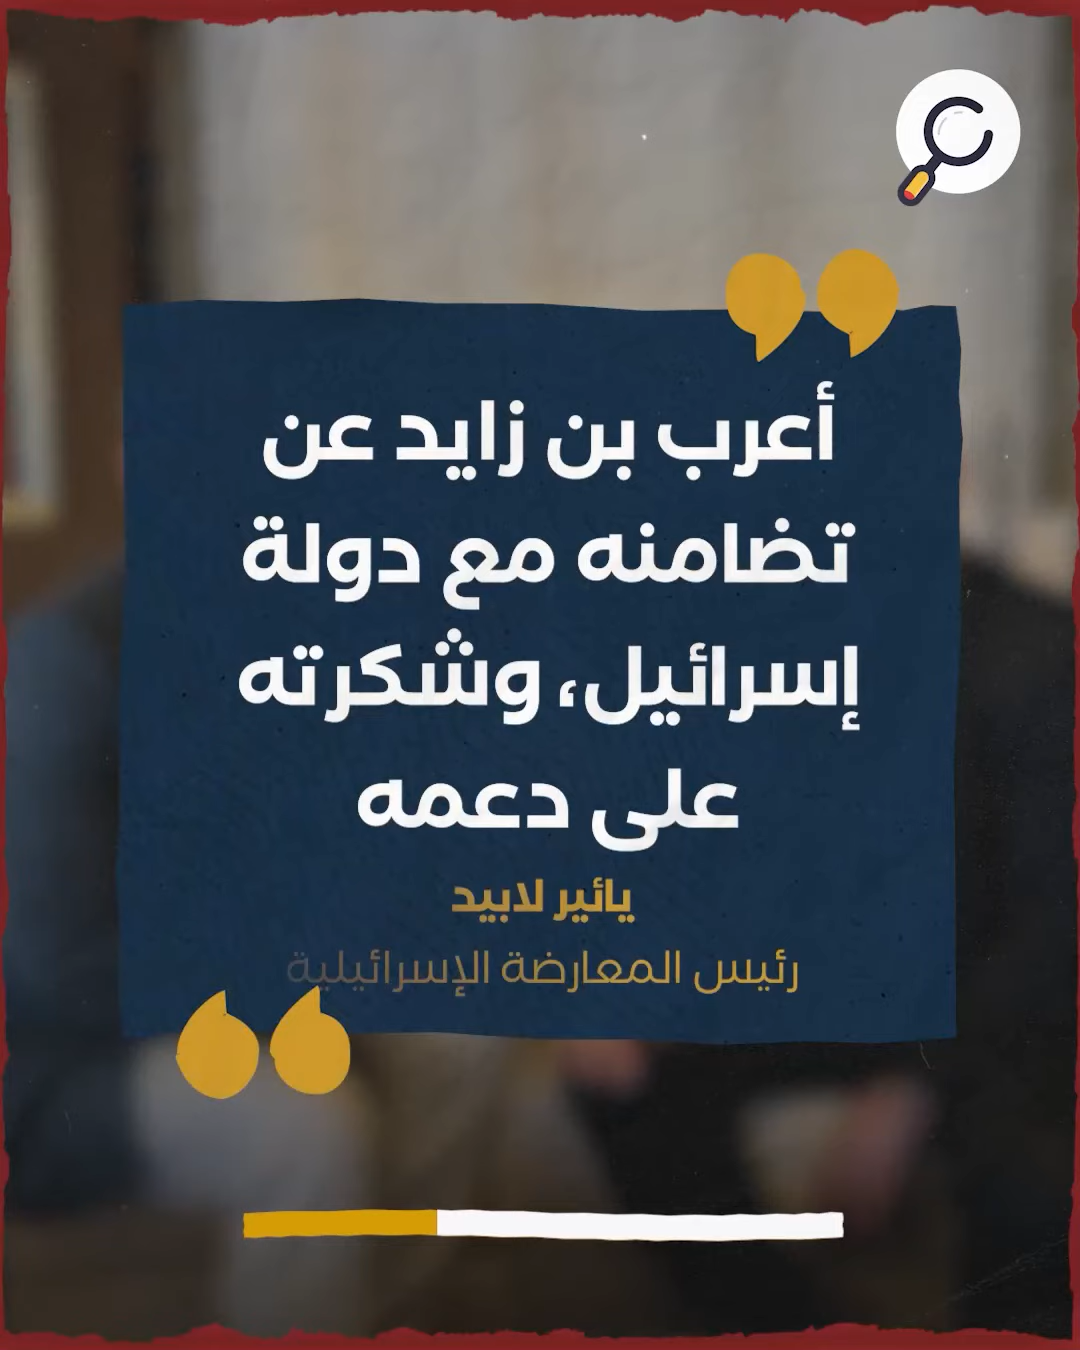 أعرب بن زايد عن
تضامنه مع دولة
إسرائيل، وشكرته
على دعمه
يائير لابيد
رئيس المعارضة الإسرائيلية